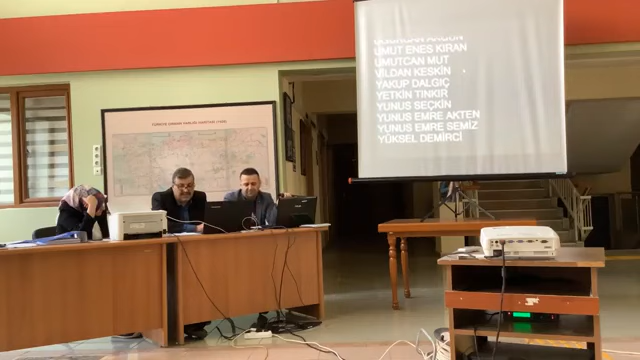 UMUT ENES KIRAN
UMUTCAN MUT
VİLDAN KESKİN
YAKUP DALGIÇ
YETKİN TINKIR
YUNUS SEÇKİN
YUNUS EMRE AKTEN
YUNUS EMRE SEMİZ
YÜKSEL DEMİRCİ